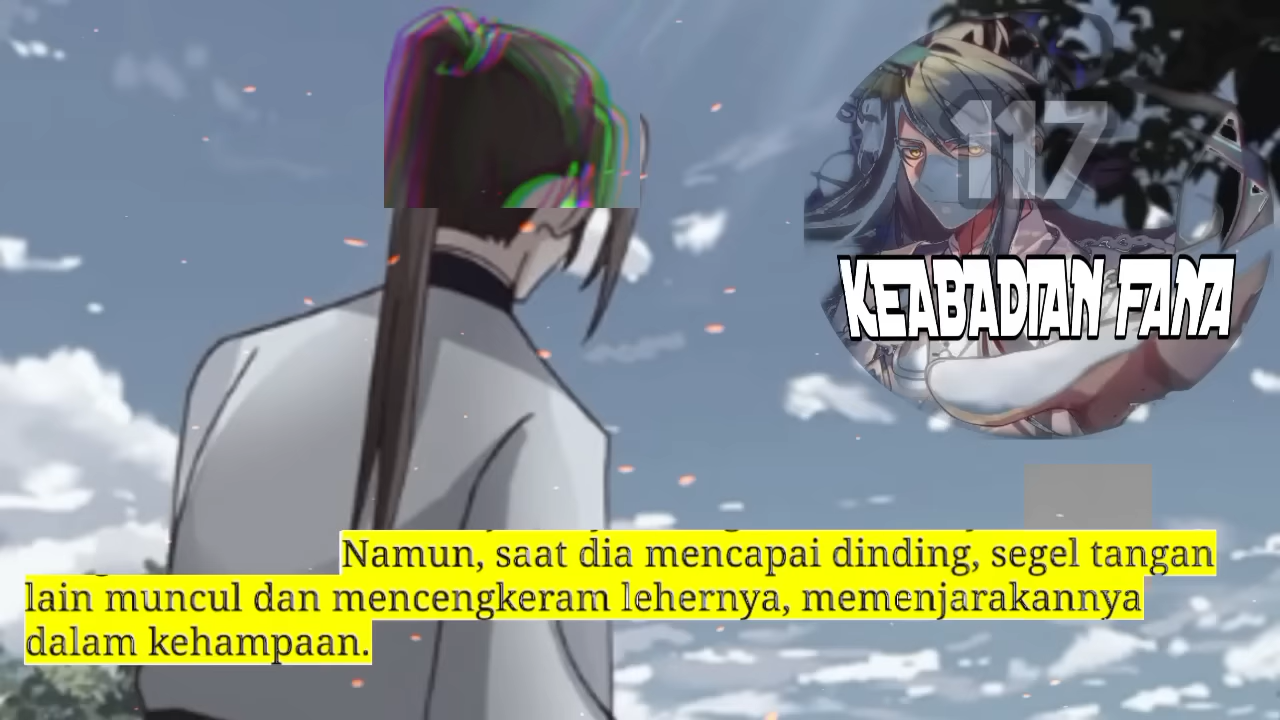 117
KEABADIAN FANA
Namun, saat dia mencapai dinding, segel tangan
lain muncul dan mencengkeram lehernya, memenjarakannya
dalam kehampaan.